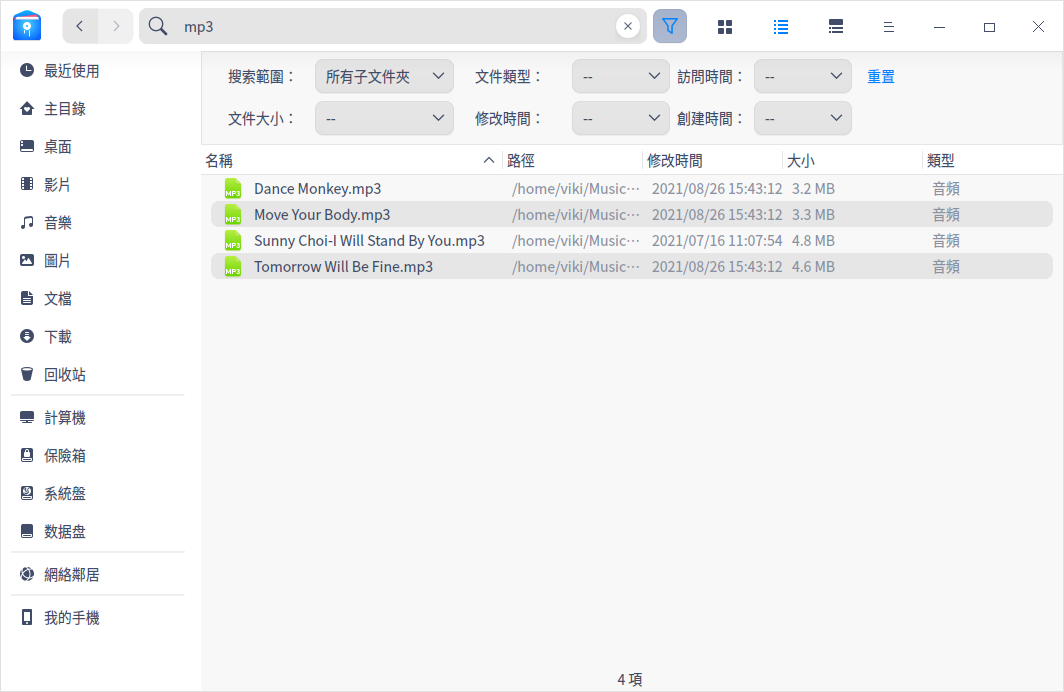 mp3
最近使用
主目錄
桌面
影片
音樂
圖片
文檔
下載
回收站
計算機
保險箱
系統盤
数据盘
網絡鄰居
我的手機
搜索範圍： 所有子文件夾 文件類型： -- 訪問時間： -- 重置
文件大小： -- 修改時間： -- 創建時間： --
名稱 路徑 修改時間 大小 類型
MP3 Dance Monkey.mp3 /home/viki/Music··· 2021/08/26 15:43:12 3.2 MB 音頻
MP3 Move Your Body.mp3 /home/viki/Music··· 2021/08/26 15:43:12 3.3 MB 音頻
MP3 Sunny Choi-I Will Stand By You.mp3 /home/viki/Music··· 2021/07/16 11:07:54 4.8 MB 音頻
MP3 Tomorrow Will Be Fine.mp3 /home/viki/Music··· 2021/08/26 15:43:12 4.6 MB 音頻
4 項